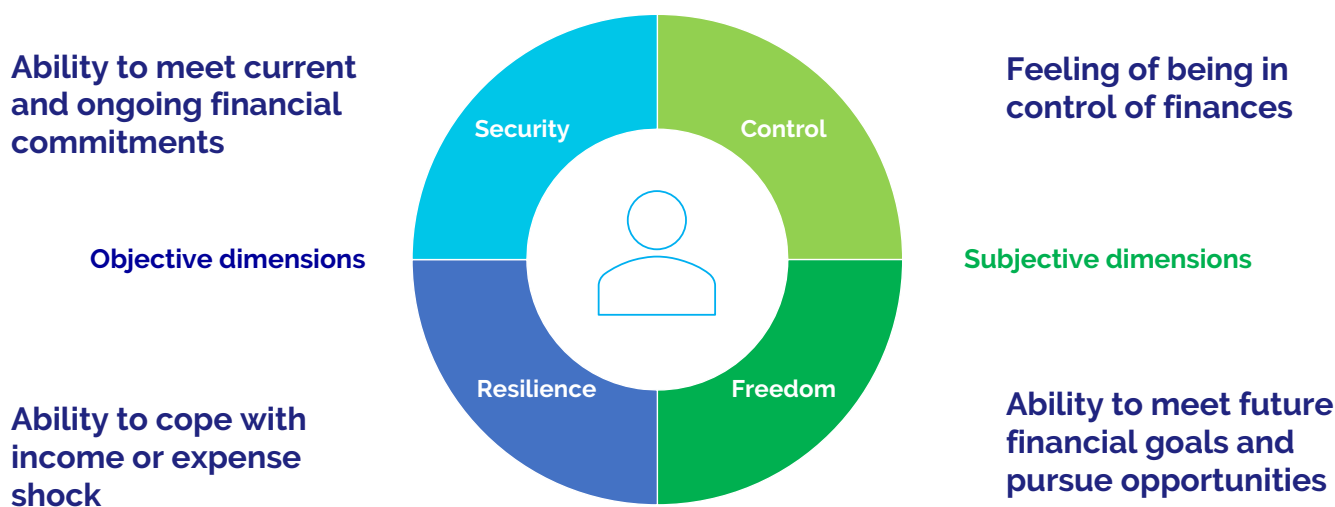 Ability to meet current
and ongoing financial
commitments
Security
Control
Feeling of being in
control of finances
Objective dimensions
Subjective dimensions
Ability to cope with
income or expense
shock
Resilience
Freedom
Ability to meet future
financial goals and
pursue opportunities